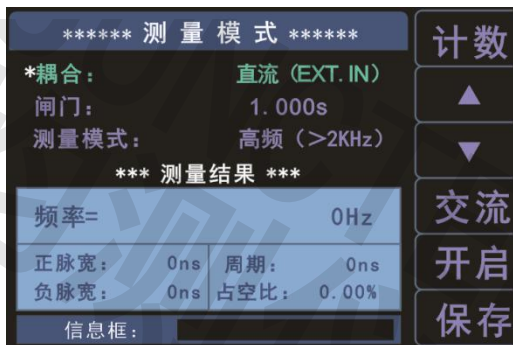 ****** 测 量 模 式 ******
*耦合： 直流（EXT. IN）
闸门： 1.000s
测量模式： 高频（>2KHz）
*** 测量结果 ***
频率= 0Hz
正脉宽： 0ns 周期： 0ns
负脉宽： 0ns 占空比： 0.00%
信息框：
计数
▲
▼
交流
开启
保存